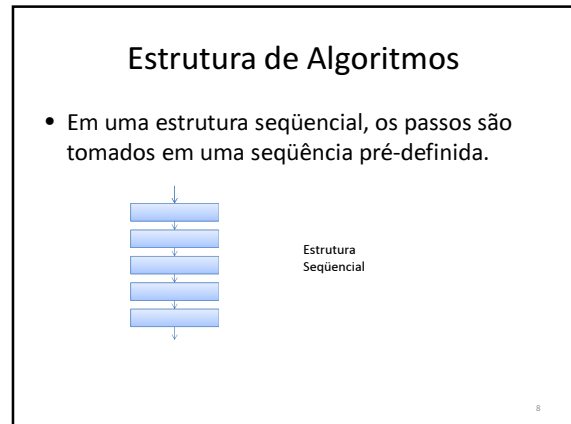 Estrutura de Algoritmos
• Em uma estrutura seqüencial, os passos são
tomados em uma seqüência pré-definida.
Estrutura
Seqüencial
8